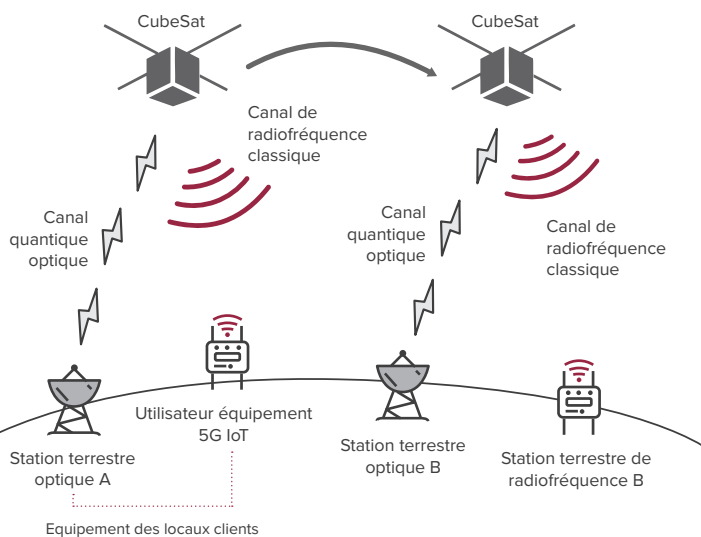 CubeSat
CubeSat
Canal de
radiofréquence
classique
Canal
quantique
optique
Canal
quantique
optique
Canal de
radiofréquence
classique
Utilisateur équipement
5G IoT
Station terrestre
optique A
Station terrestre
optique B
Station terrestre de
radiofréquence B
Equipement des locaux clients